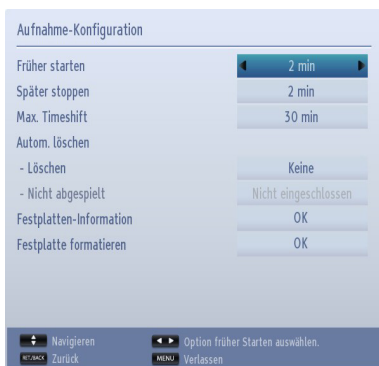 Aufnahme-Konfiguration
Früher starten 2 min
Später stoppen 2 min
Max. Timeshift 30 min
Autom. löschen
- Löschen Keine
- Nicht abgespielt Nicht eingeschlossen
Festplatten-Information OK
Festplatte formatieren OK
Navigieren Option früher Starten auswählen.
RET./BACK Zurück MENU Verlassen